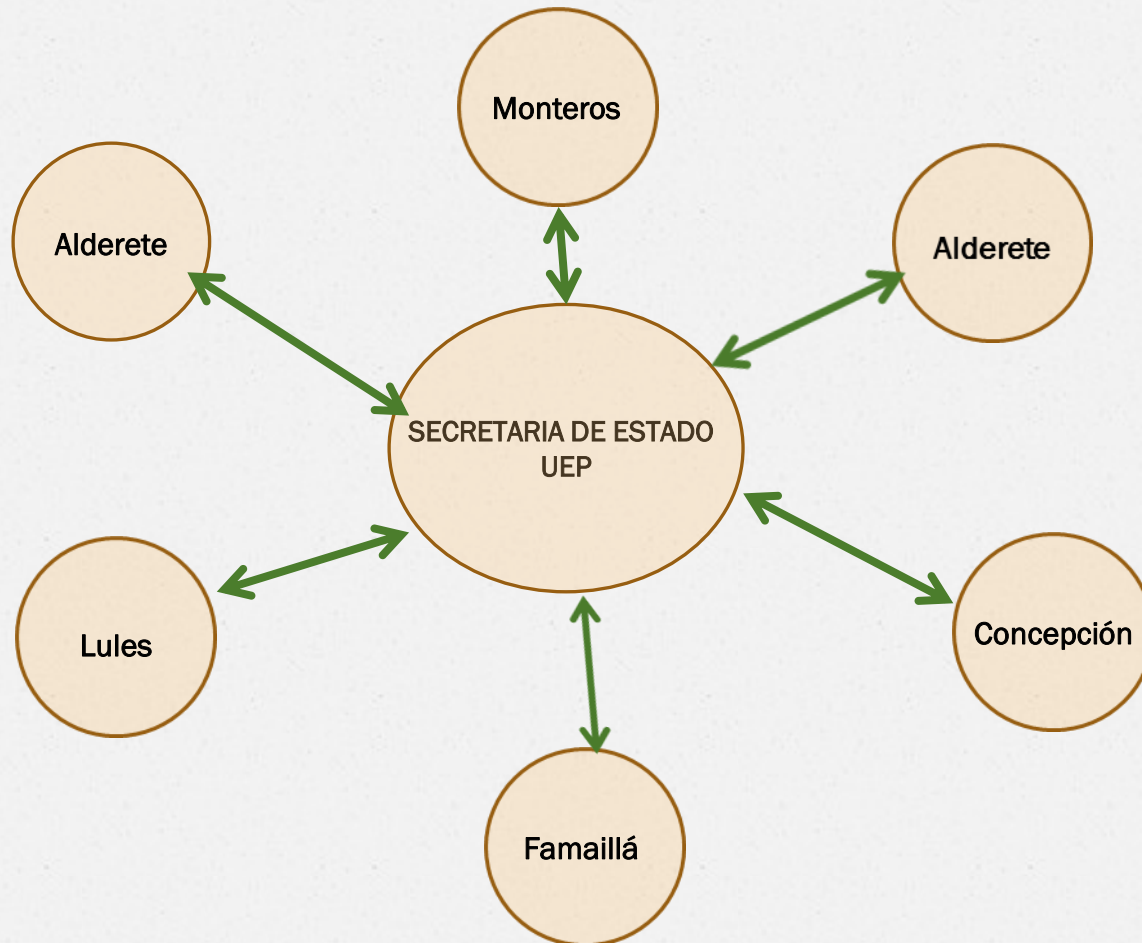 Monteros
Alderete
Alderete
SECRETARIA DE ESTADO
UEP
Lules
Concepción
Famaillá